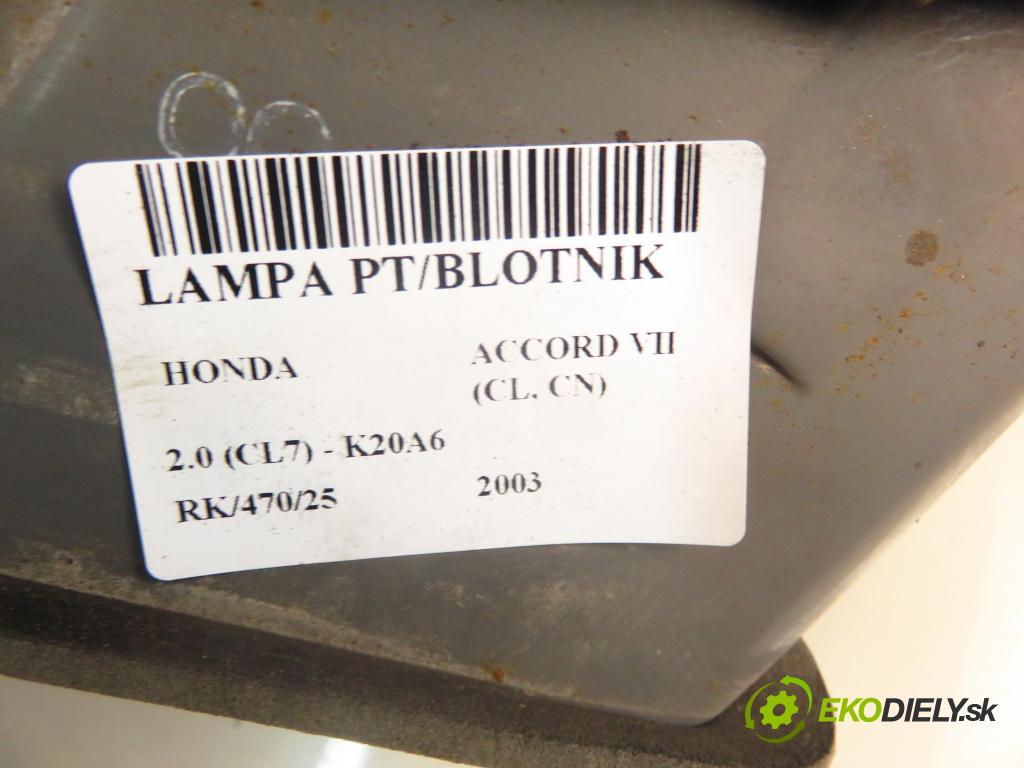 LAMPA PT/BLOTNIK
HONDA
ACCORD VII
(CL, CN)
2.0 (CL7) - K20A6
RK/470/25
2003
EKODIELY.sk